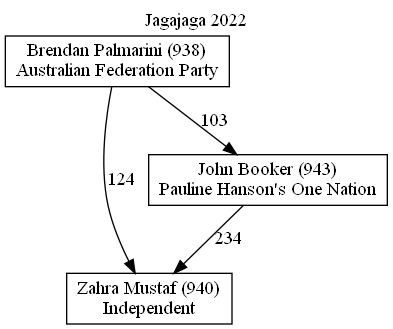 Jagajaga 2022
Brendan Palmarini (938)
Australian Federation Party
103
John Booker (943)
Pauline Hanson's One Nation
124
234
Zahra Mustaf (940)
Independent